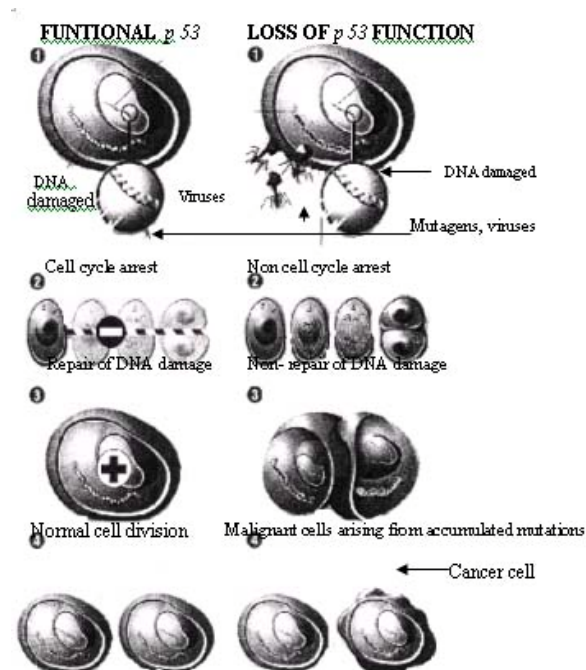 FUNTIONAL p 53
LOSS OF p 53 FUNCTION
1
1
DNA damaged
Viruses
DNA damaged
Mutagens, viruses
Cell cycle arrest
Non cell cycle arrest
2
2
Repair of DNA damage
Non- repair of DNA damage
3
3
Normal cell division
Malignant cells arising from accumulated mutations
4
4
Cancer cell